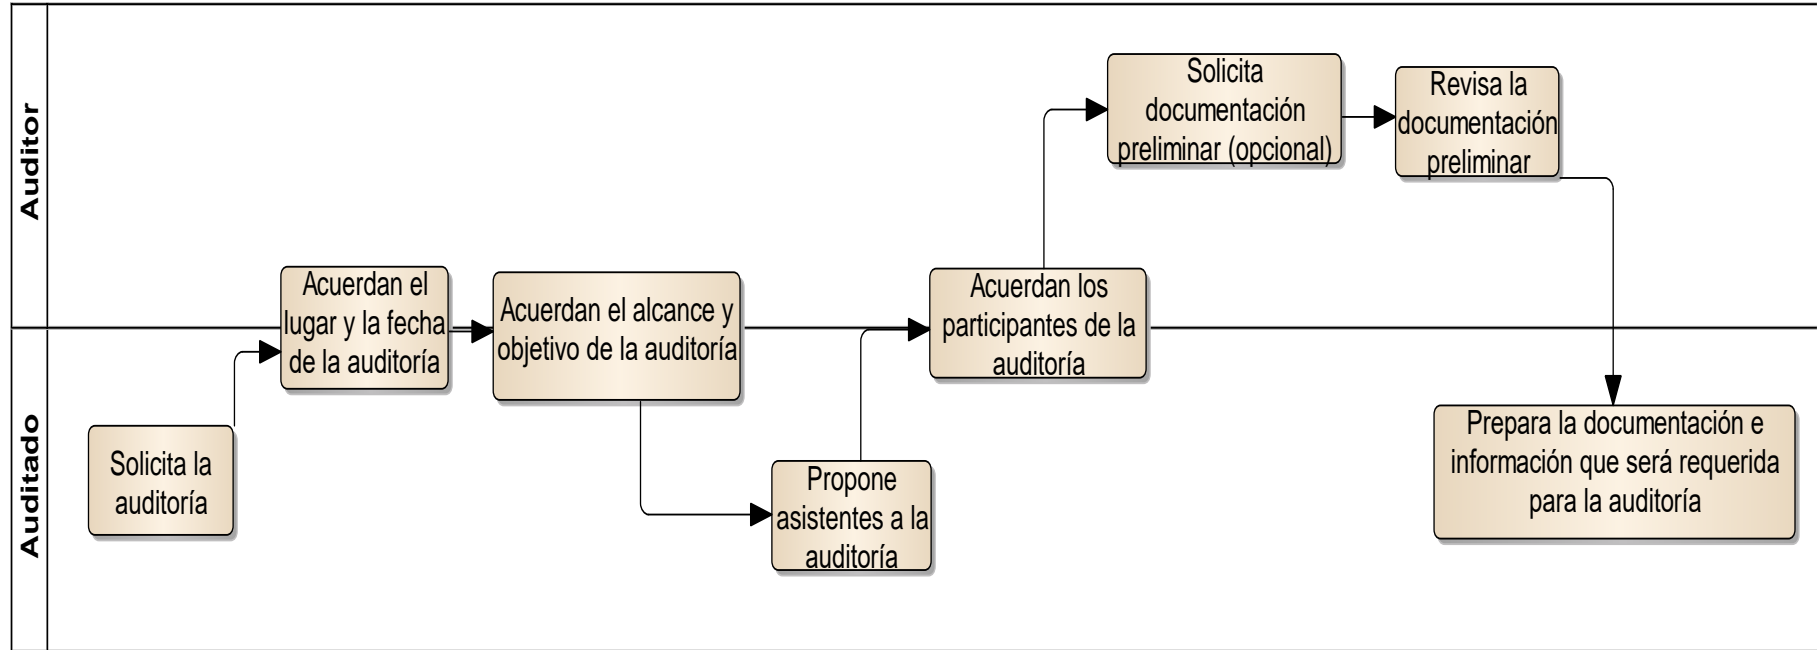 Auditor
Solicita
documentación
preliminar (opcional)
Revisa la
documentación
preliminar
Acuerdan el
lugar y la fecha
de la auditoría
Acuerdan el alcance y
objetivo de la auditoría
Acuerdan los
participantes de la
auditoría
Auditado
Solicita la
auditoría
Propone
asistentes a la
auditoría
Prepara la documentación e
información que será requerida
para la auditoría